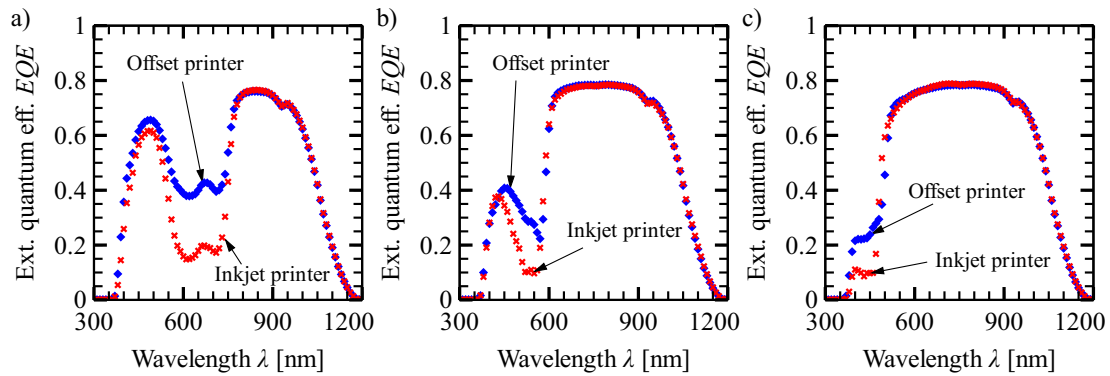 a)
Ext. quantum eff. EQE
1
0.8
0.6
0.4
0.2
0
Offset printer
Inkjet printer
300 600 900 1200
Wavelength λ [nm]
b)
Ext. quantum eff. EQE
1
0.8
0.6
0.4
0.2
0
Offset printer
Inkjet printer
300 600 900 1200
Wavelength λ [nm]
c)
Ext. quantum eff. EQE
1
0.8
0.6
0.4
0.2
0
Offset printer
Inkjet printer
300 600 900 1200
Wavelength λ [nm]